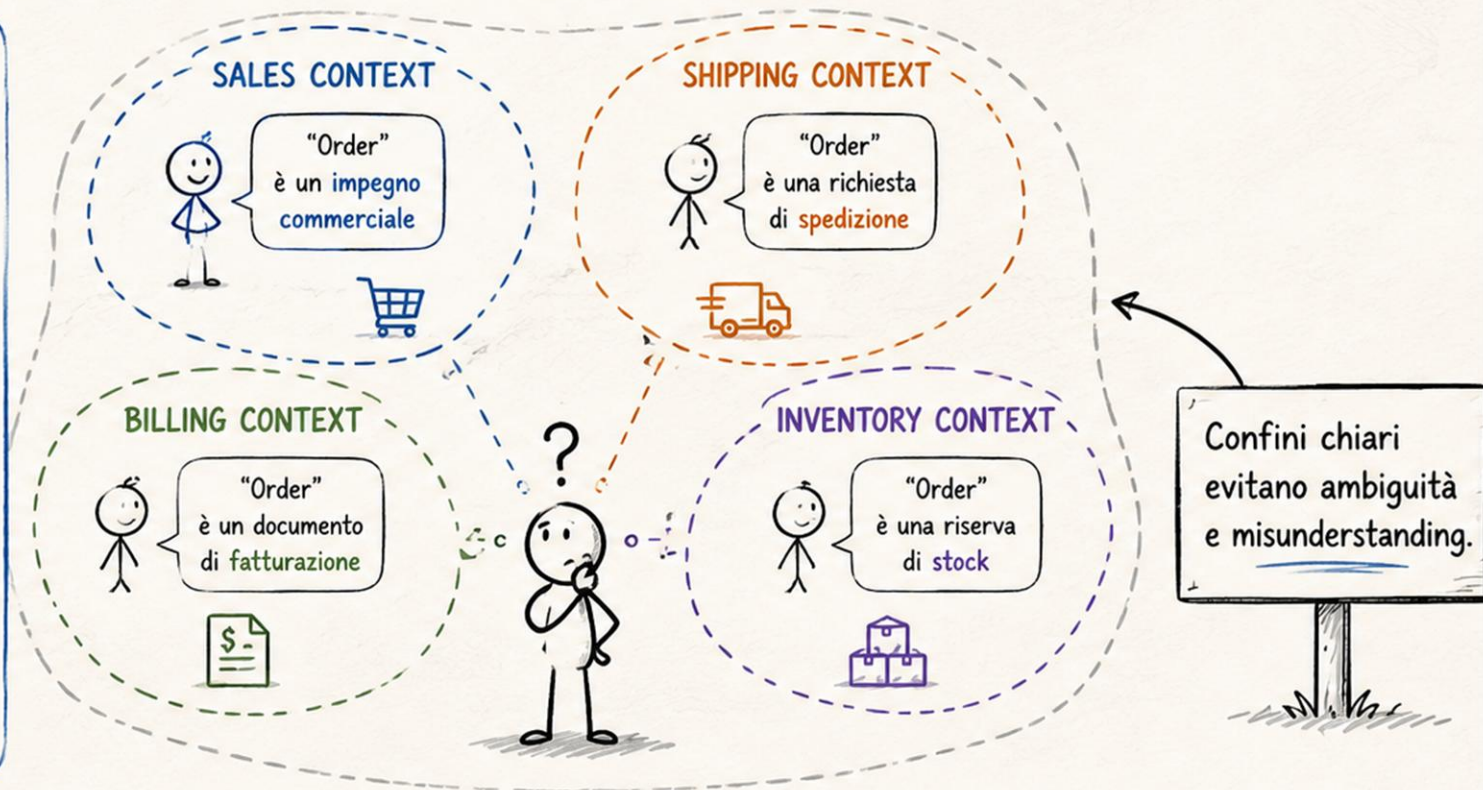 SALES CONTEXT
“Order”
è un impegno
commerciale
SHIPPING CONTEXT
“Order”
è una richiesta
di spedizione
BILLING CONTEXT
“Order”
è un documento
di fatturazione
$ -
?
INVENTORY CONTEXT
“Order”
è una riserva
di stock
Confini chiari
evitano ambiguità
e misunderstanding.